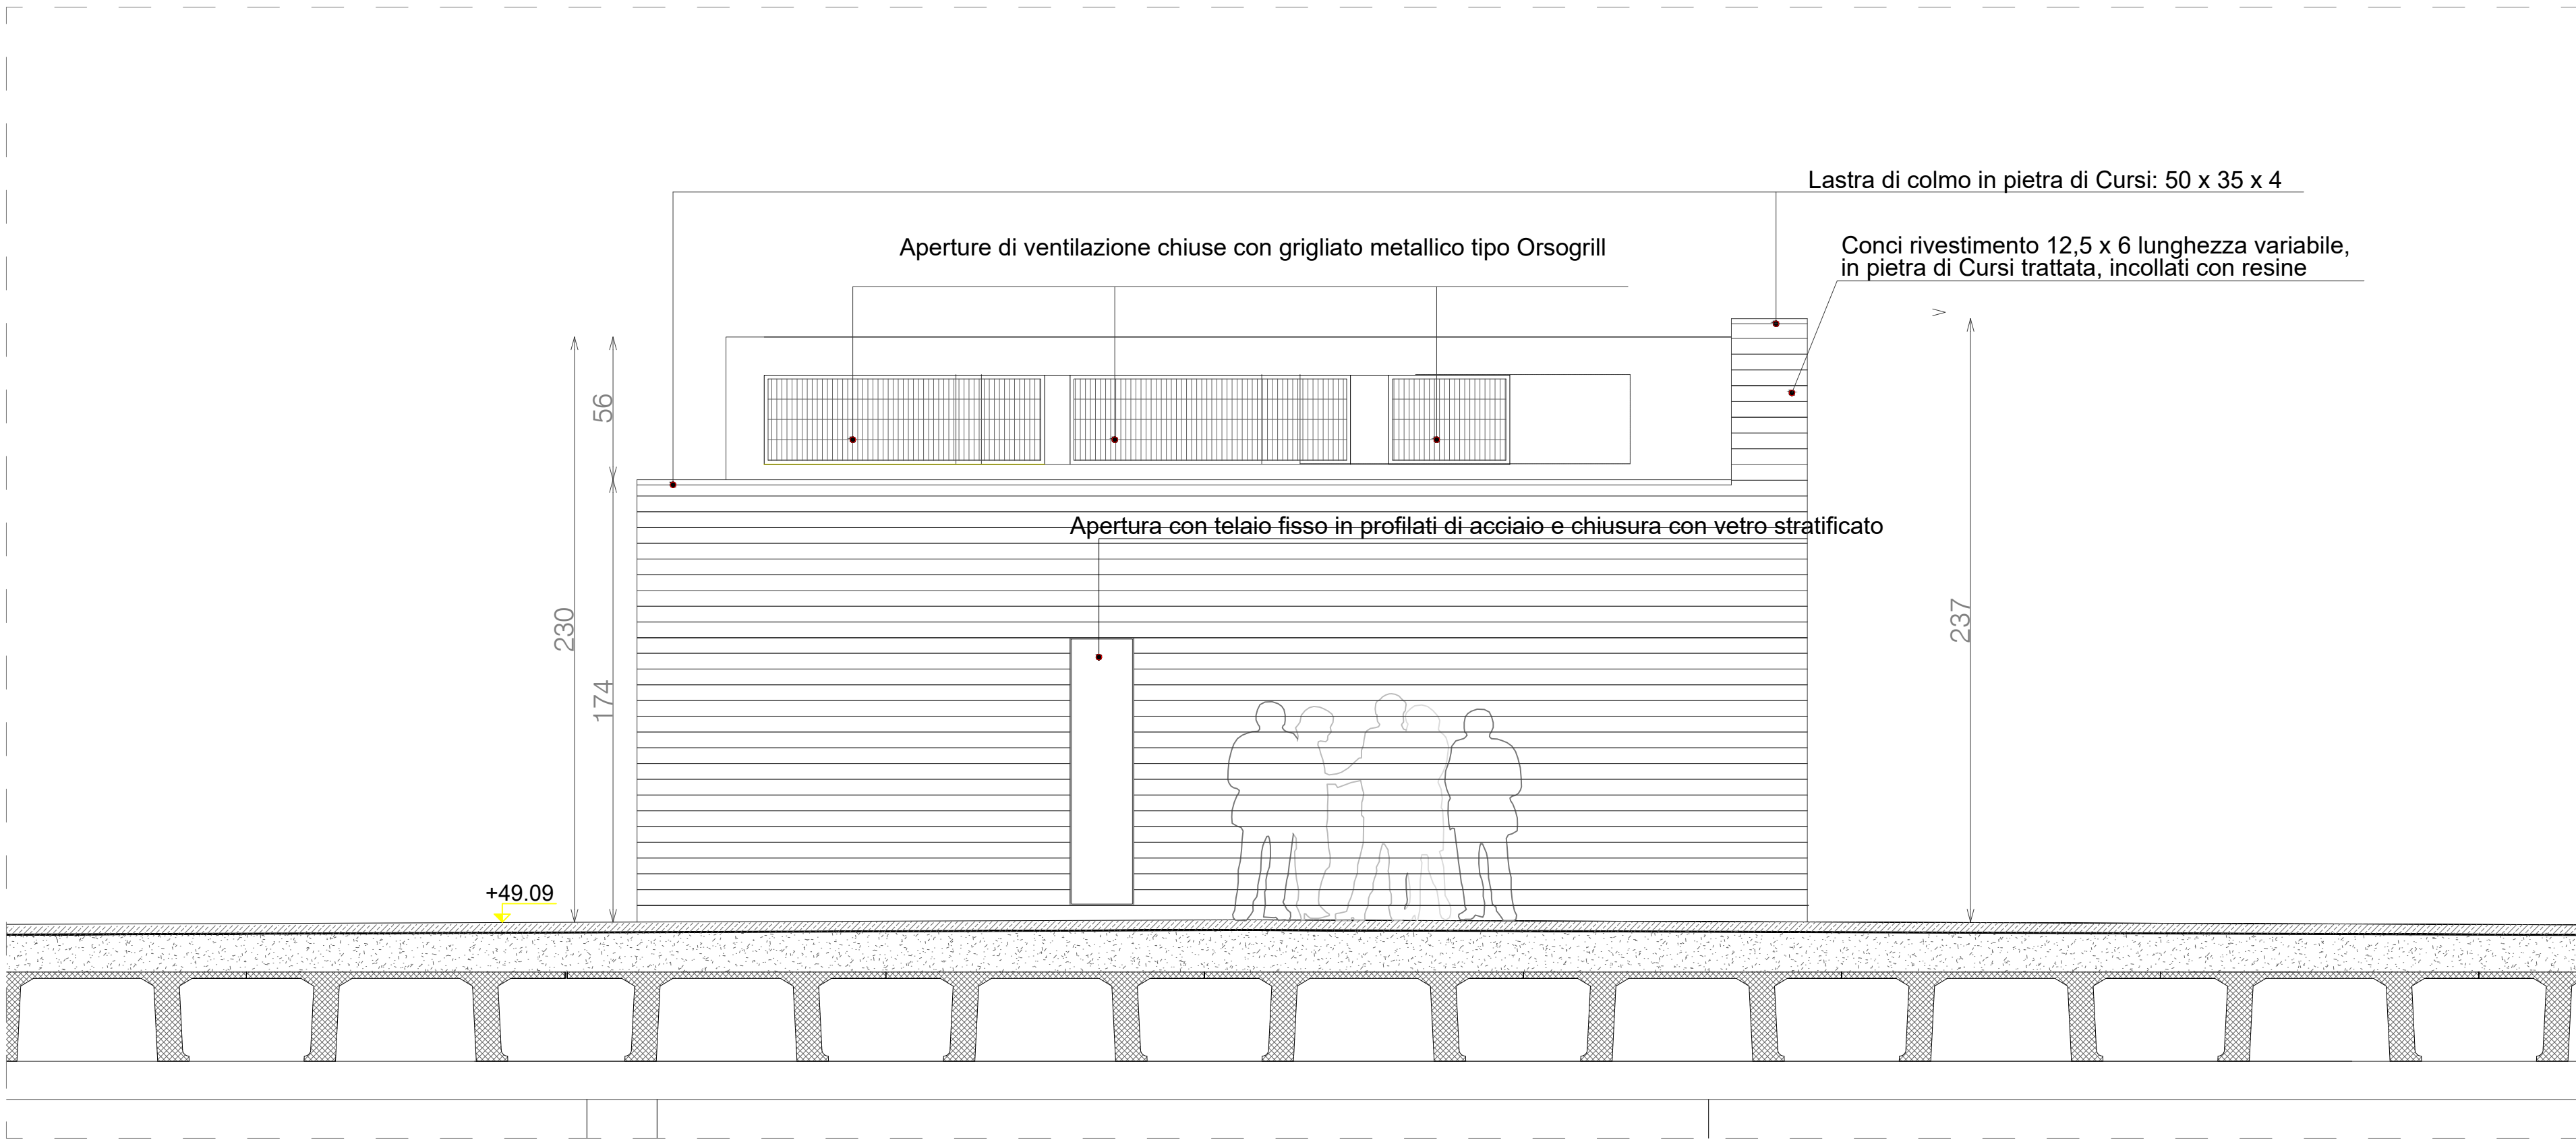 Lastra di colmo in pietra di Cursi: 50 x 35 x 4
Aperture di ventilazione chiuse con grigliato metallico tipo Orsogrill
Conci rivestimento 12,5 x 6 lunghezza variabile,
in pietra di Cursi trattata, incollati con resine
56
Apertura con telaio fisso in profilati di acciaio e chiusura con vetro stratificato
230
237
174
+49.09